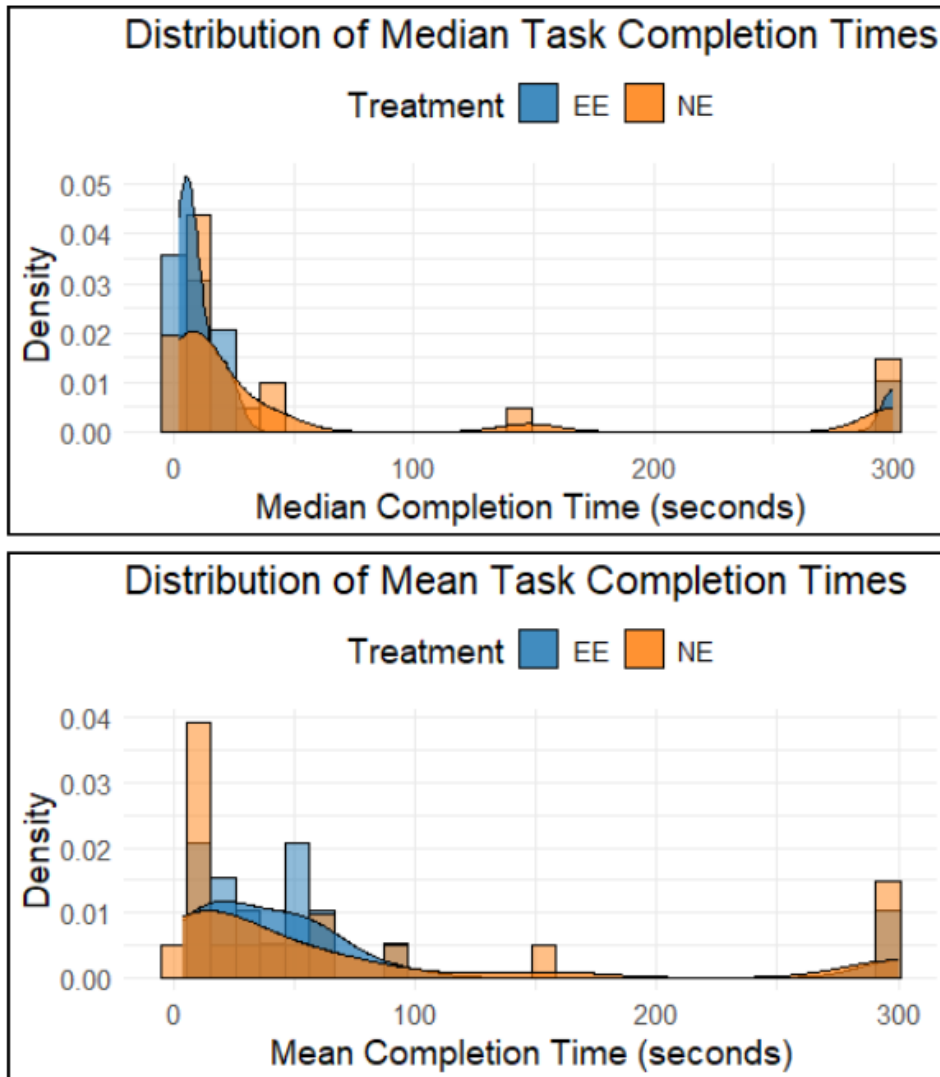 Distribution of Median Task Completion Times
Treatment EE NE
0.05
0.04
0.03
0.02
0.01
0.00
Density
0 100 200 300
Median Completion Time (seconds)
Distribution of Mean Task Completion Times
Treatment EE NE
0.04
0.03
0.02
0.01
0.00
Density
0 100 200 300
Mean Completion Time (seconds)